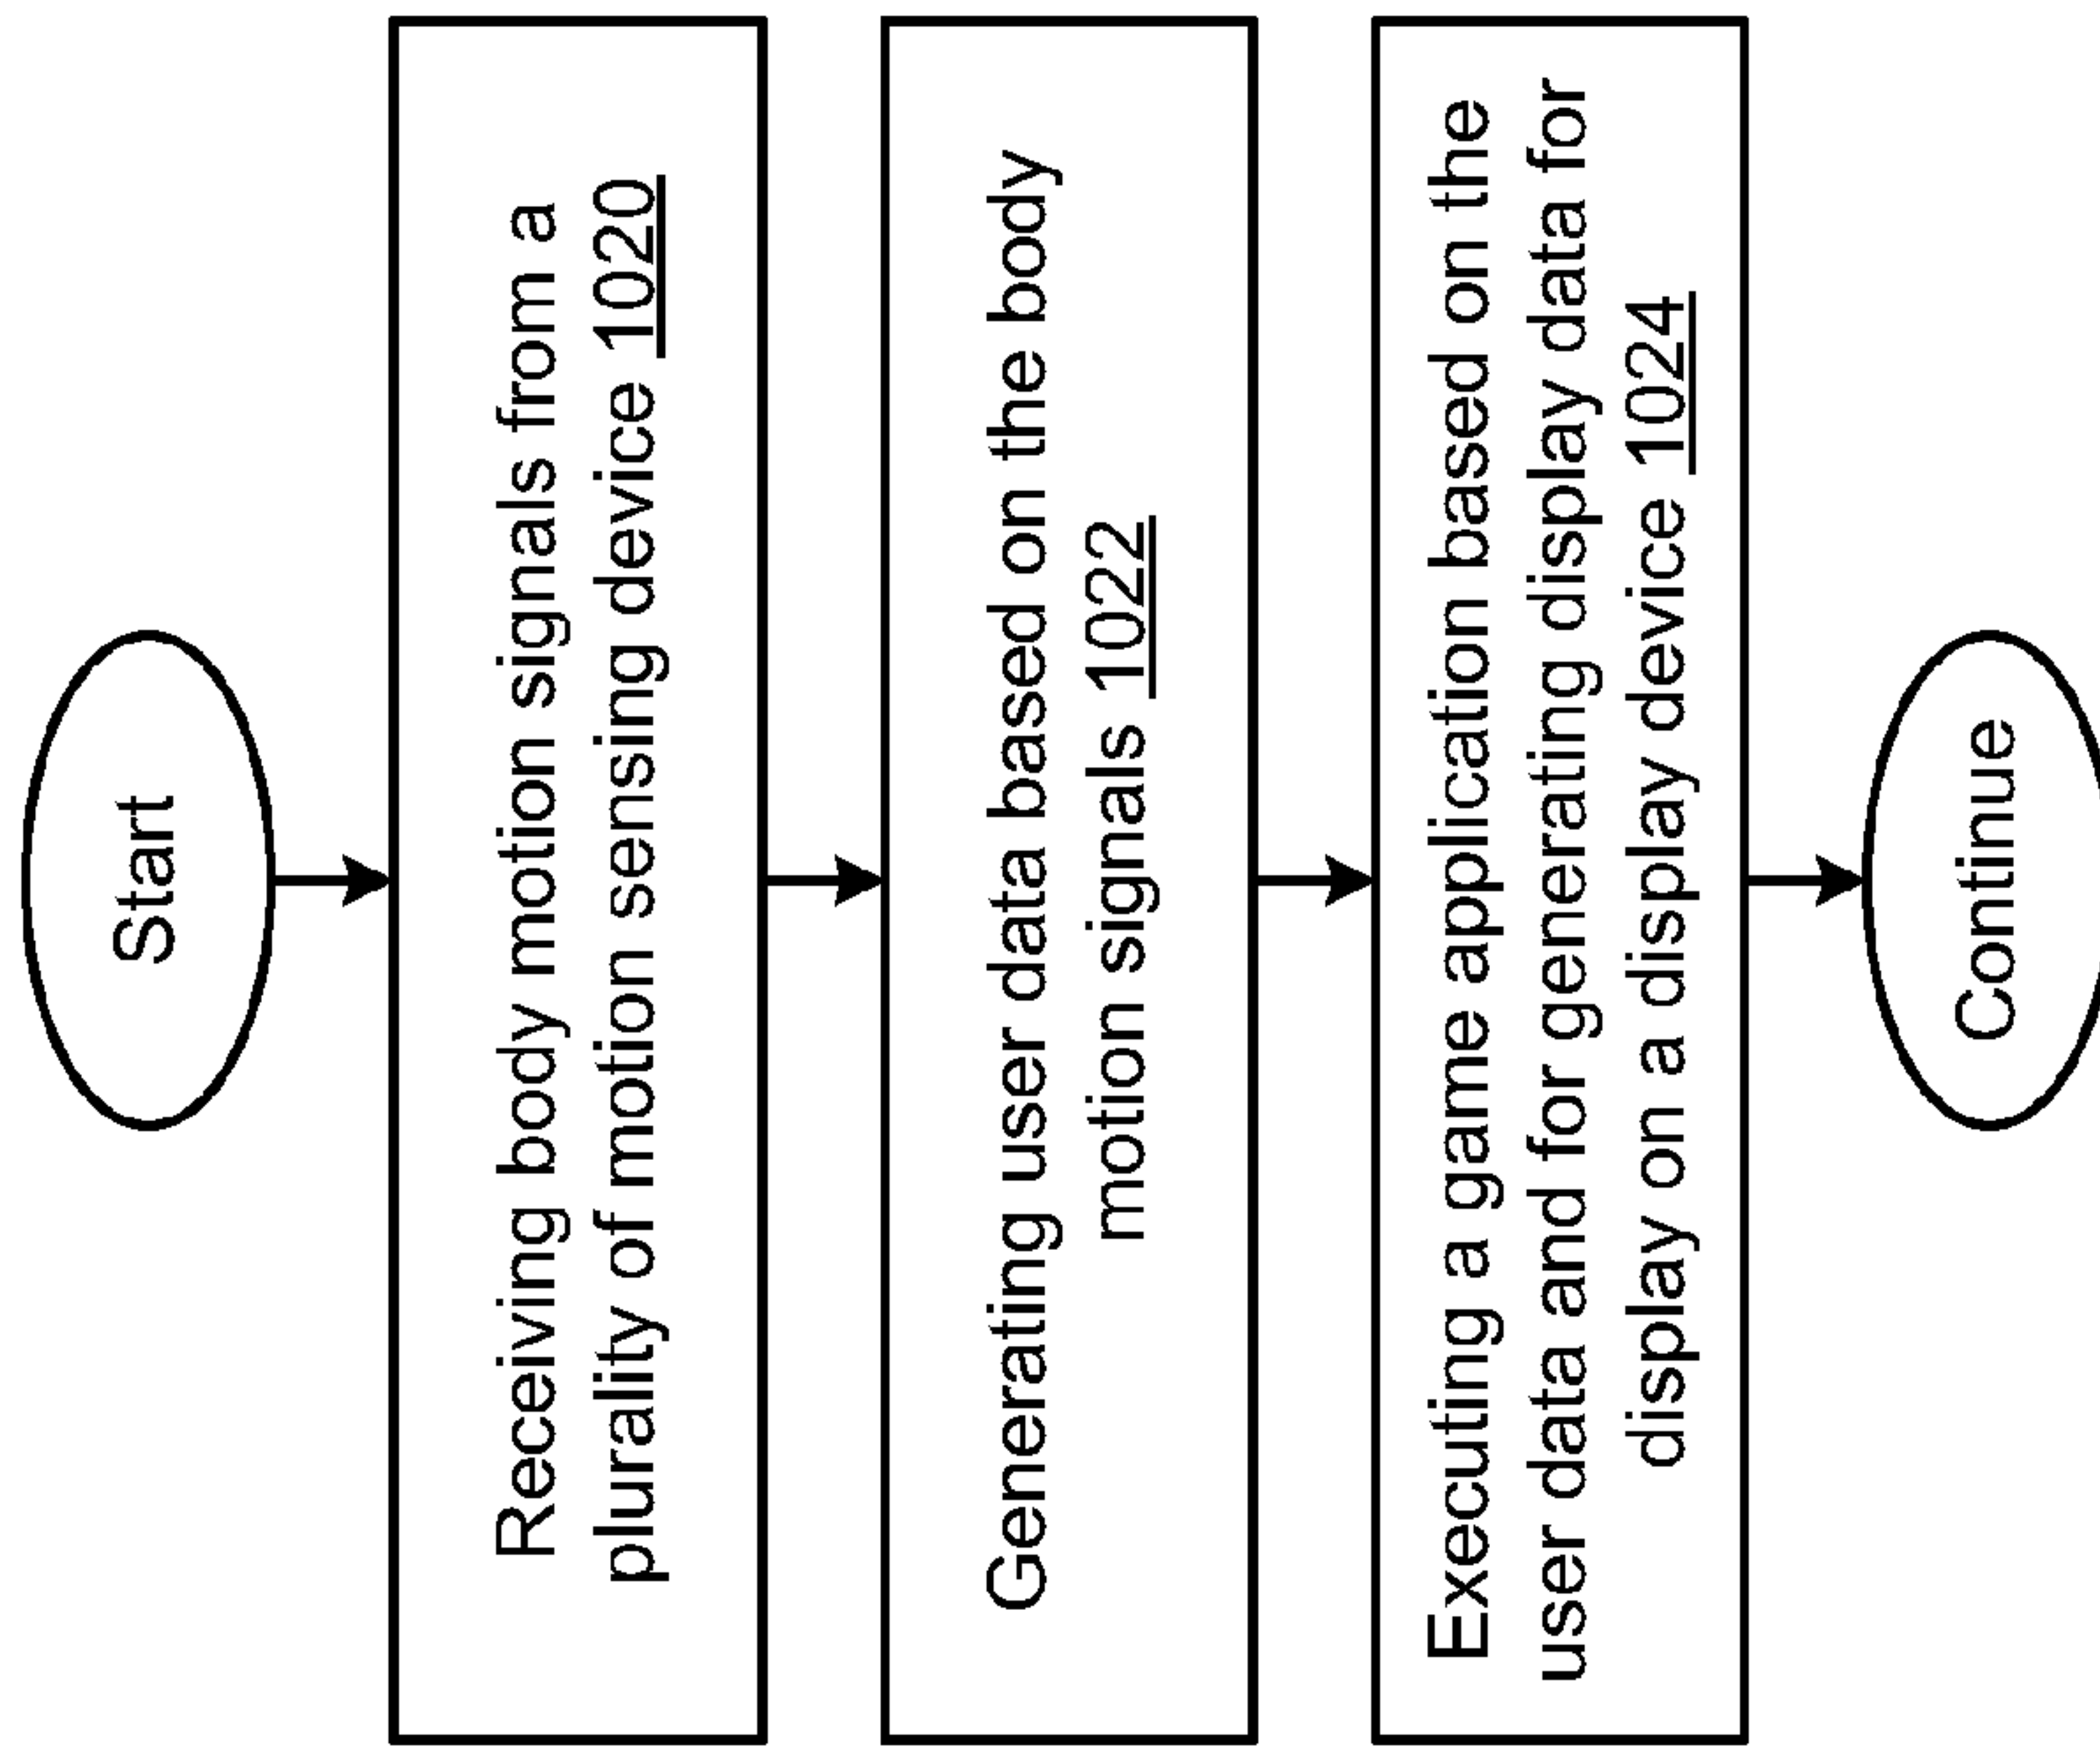 Start
Receiving body motion signals from a
plurality of motion sensing device 1020
Generating user data based on the body
motion signals 1022
Executing a game application based on the
user data and for generating display data for
display on a display device 1024
Continue